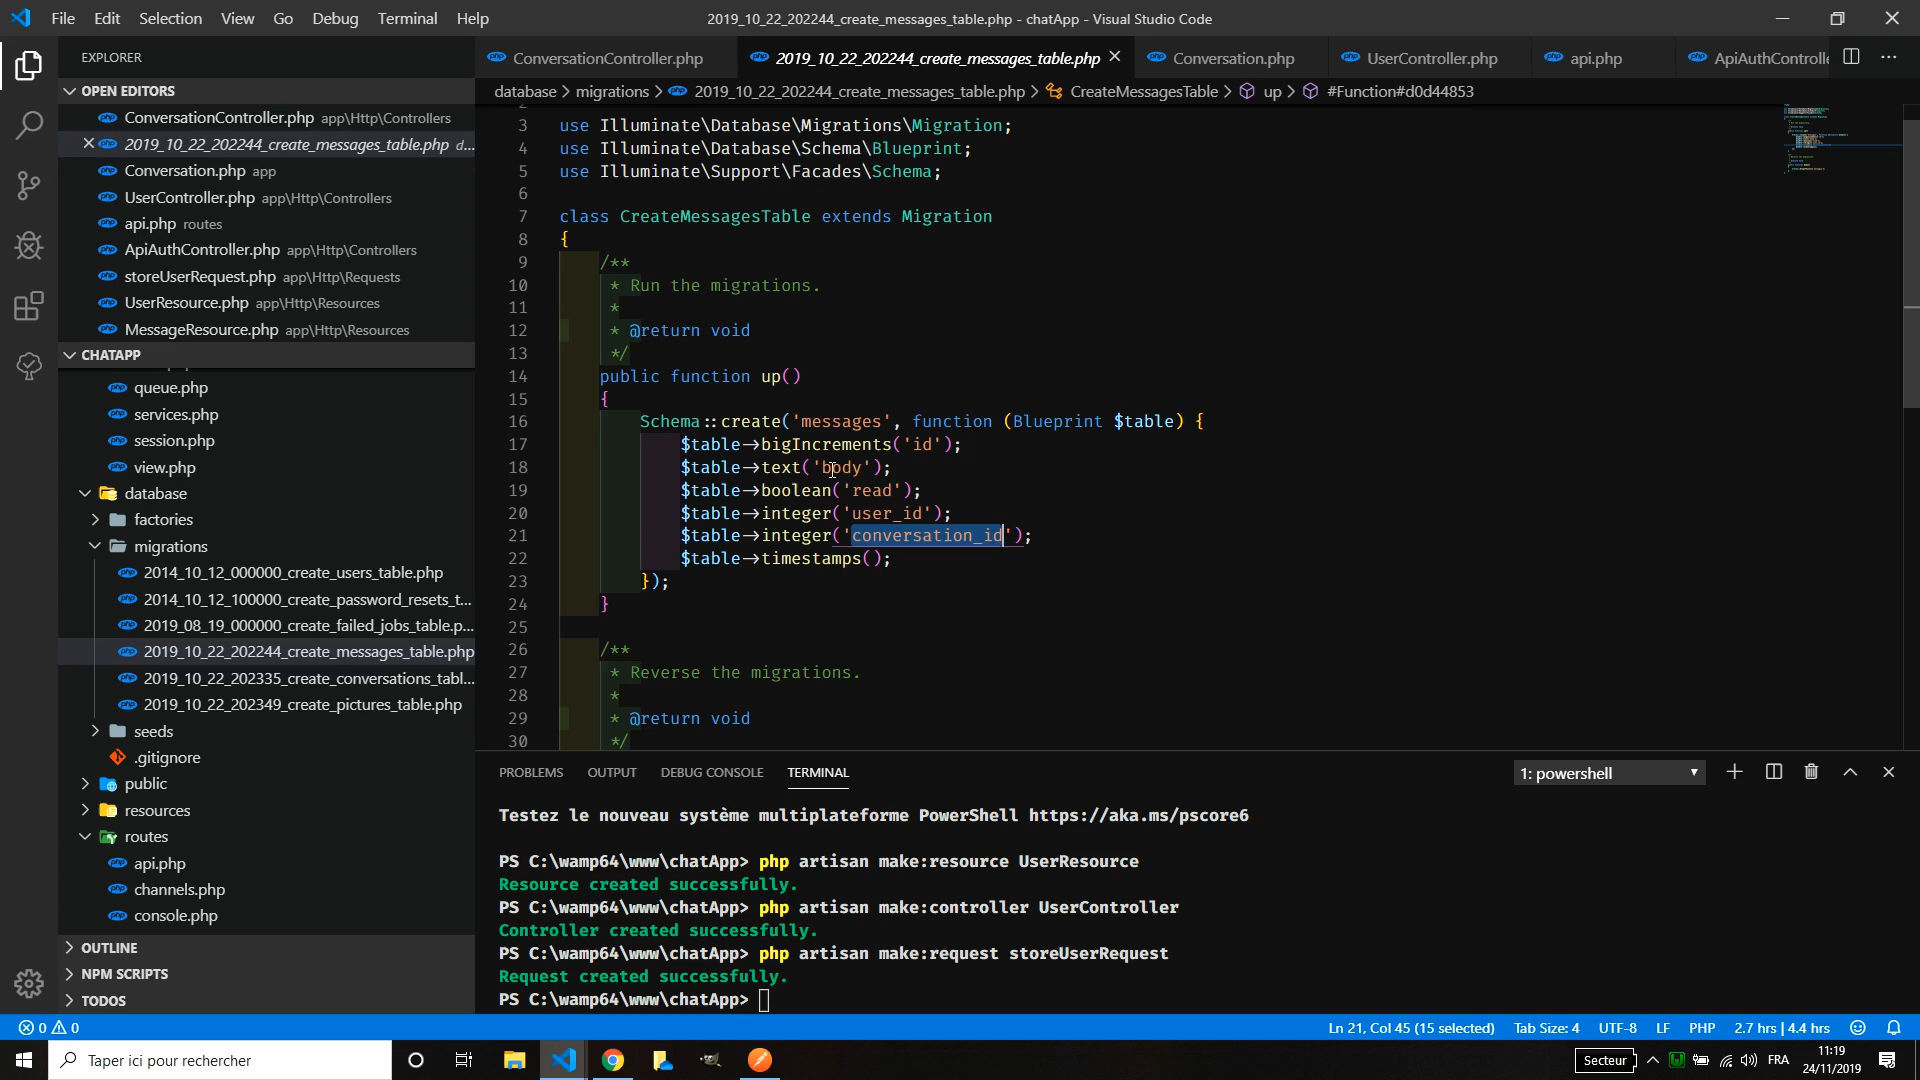 File Edit Selection View Go Debug Terminal Help
2019_10_22_202244_create_messages_table.php - chatApp - Visual Studio Code
EXPLORER
OPEN EDITORS
ConversationController.php app\Http\Controllers
2019_10_22_202244_create_messages_table.php d...
Conversation.php app
UserController.php app\Http\Controllers
api.php routes
ApiAuthController.php app\Http\Controllers
storeUserRequest.php app\Http\Requests
UserResource.php app\Http\Resources
MessageResource.php app\Http\Resources
CHATAPP
queue.php
services.php
session.php
view.php
database
factories
migrations
2014_10_12_000000_create_users_table.php
2014_10_12_100000_create_password_resets_t...
2019_08_19_000000_create_failed_jobs_table.p...
2019_10_22_202244_create_messages_table.php
2019_10_22_202335_create_conversations_tabl...
2019_10_22_202349_create_pictures_table.php
seeds
.gitignore
public
resources
routes
api.php
channels.php
console.php
OUTLINE
NPM SCRIPTS
TODOS
ConversationController.php 2019_10_22_202244_create_messages_table.php Conversation.php UserController.php api.php ApiAuthControlle
database > migrations > 2019_10_22_202244_create_messages_table.php > CreateMessagesTable > up > #Function#d0d44853
2
3 use Illuminate\Database\Migrations\Migration;
4 use Illuminate\Database\Schema\Blueprint;
5 use Illuminate\Support\Facades\Schema;
6
7 class CreateMessagesTable extends Migration
8 {
9 /**
10 * Run the migrations.
11 *
12 * @return void
13 */
14 public function up()
15 {
16 Schema::create('messages', function (Blueprint $table) {
17 $table->bigIncrements('id');
18 $table->text('body');
19 $table->boolean('read');
20 $table->integer('user_id');
21 $table->integer('conversation_id');
22 $table->timestamps();
23 });
24 }
25
26 /**
27 * Reverse the migrations.
28 *
29 * @return void
30 */
PROBLEMS OUTPUT DEBUG CONSOLE TERMINAL 1: powershell
Testez le nouveau système multiplateforme PowerShell https://aka.ms/pscore6
PS C:\wamp64\www\chatApp> php artisan make:resource UserResource
Resource created successfully.
PS C:\wamp64\www\chatApp> php artisan make:controller UserController
Controller created successfully.
PS C:\wamp64\www\chatApp> php artisan make:request storeUserRequest
Request created successfully.
PS C:\wamp64\www\chatApp>
0 0 Ln 21, Col 45 (15 selected) Tab Size: 4 UTF-8 LF PHP 2.7 hrs | 4.4 hrs
Taper ici pour rechercher
Secteur FRA 11:19
24/11/2019